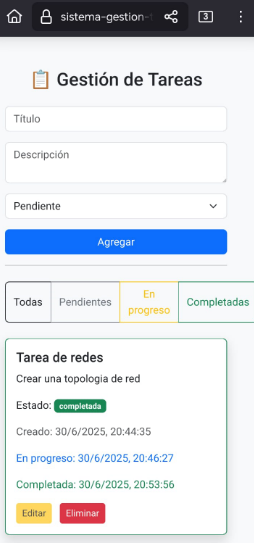 sistema-gestion-t
3
📋 Gestión de Tareas
Título
Descripción
Pendiente
Agregar
Todas
Pendientes
En
progreso
Completadas
Tarea de redes
Crear una topologia de red
Estado: completada
Creado: 30/6/2025, 20:44:35
En progreso: 30/6/2025, 20:46:27
Completada: 30/6/2025, 20:53:56
Editar
Eliminar